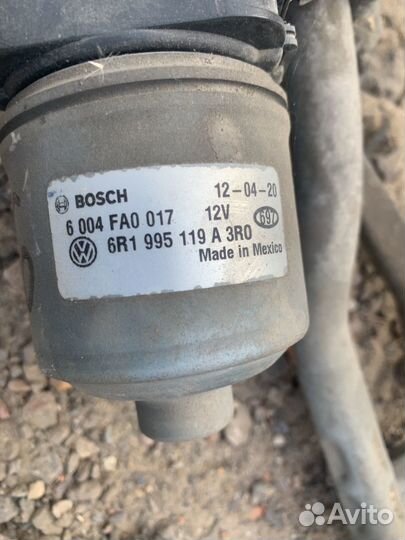 BOSCH 12-04-20
6 004 FA0 017 12V 697
6R1 995 119 A 3R0
Made in Mexico
Avito